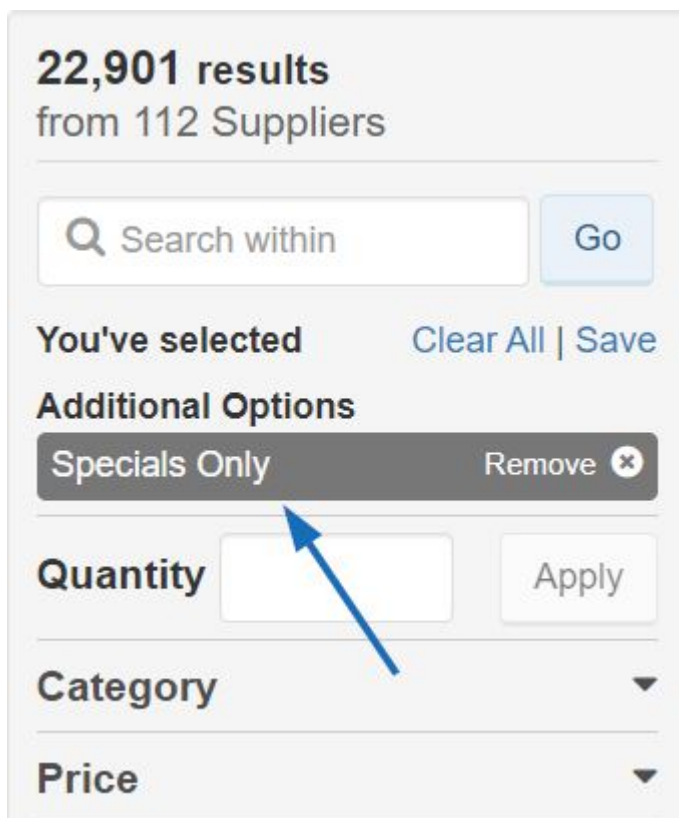 22,901 results
from 112 Suppliers
Search within
Go
You've selected
Clear All | Save
Additional Options
Specials Only
Remove
Quantity
Apply
Category
Price